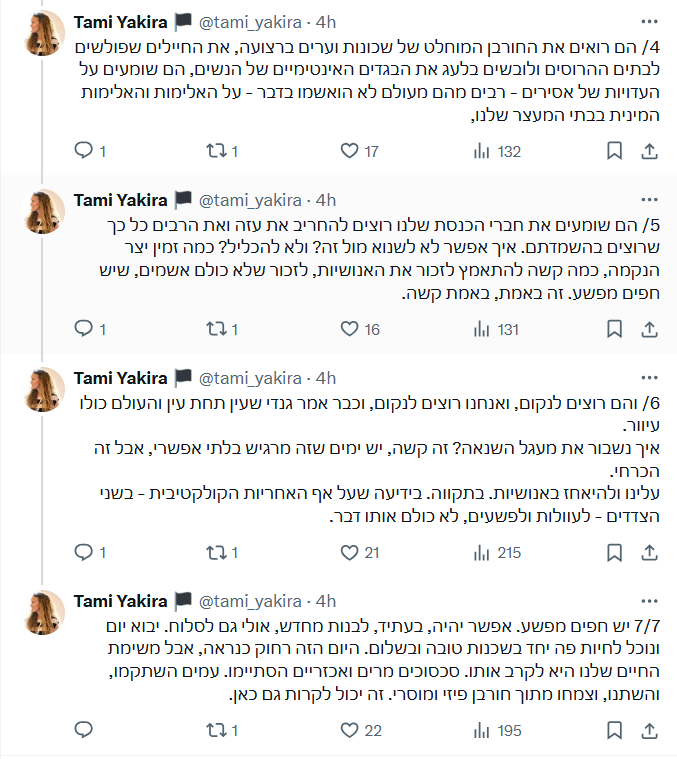 Tami Yakira 🏴 @tami_yakira · 4h
4/ הם רואים את החורבן המוחלט של שכונות וערים ברצועה, את החיילים שפולשים
לבתים ההרוסים ולובשים בלעג את הבגדים האינטימיים של הנשים, הם שומעים על
העדויות של אסירים - רבים מהם מעולם לא הואשמו בדבר - על האלימות והאלימות
המינית בבתי המעצר שלנו,
1 1 17 132
Tami Yakira 🏴 @tami_yakira · 4h
5/ הם שומעים את חברי הכנסת שלנו רוצים להחריב את עזה ואת הרבים כל כך
שרוצים בהשמדתם. איך אפשר לא לשנוא מול זה? ולא להכליל? כמה זמין יצר
הנקמה, כמה קשה להתאמץ לזכור את האנושיות, לזכור שלא כולם אשמים, שיש
חפים מפשע. זה באמת, באמת קשה.
1 1 16 131
Tami Yakira 🏴 @tami_yakira · 4h
6/ והם רוצים לנקום, ואנחנו רוצים לנקום, וכבר אמר גנדי שעין תחת עין והעולם כולו
עיוור.
איך נשבור את מעגל השנאה? זה קשה, יש ימים שזה מרגיש בלתי אפשרי, אבל זה
הכרחי.
עלינו להיאחז באנושיות. בתקווה. בידיעה שעל אף האחריות הקולקטיבית - בשני
הצדדים - לעוולות ולפשעים, לא כולם אותו דבר.
1 1 21 215
Tami Yakira 🏴 @tami_yakira · 4h
7/7 יש חפים מפשע. אפשר יהיה, בעתיד, לבנות מחדש, אולי גם לסלוח. יבוא יום
ונוכל לחיות פה יחד בשכנות טובה ובשלום. היום הזה רחוק כנראה, אבל משימת
החיים שלנו היא לקרב אותו. סכסוכים מרים ואכזריים הסתיימו. עמים השתקמו,
והשתנו, וצמחו מתוך חורבן פיזי ומוסרי. זה יכול לקרות גם כאן.
1 22 195